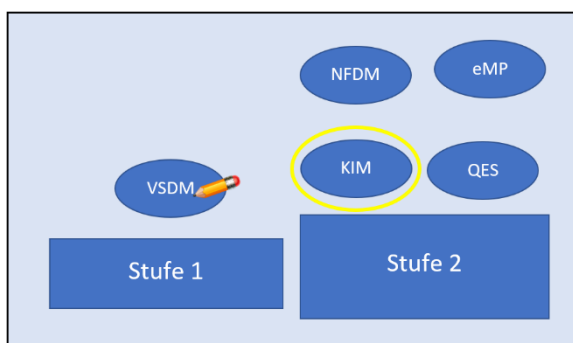 NFDM
eMP
VSDM
KIM
QES
Stufe 1
Stufe 2